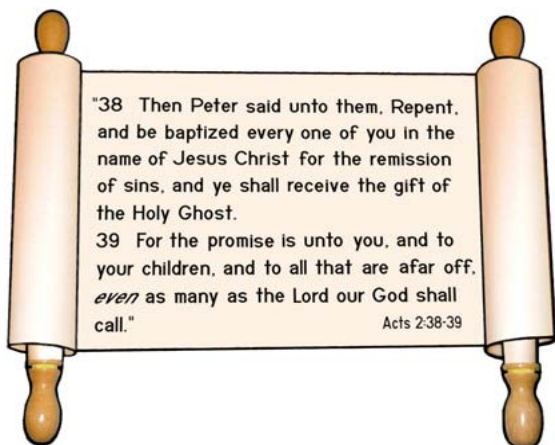 "38 Then Peter said unto them, Repent,
and be baptized every one of you in the
name of Jesus Christ for the remission
of sins, and ye shall receive the gift of
the Holy Ghost.
39 For the promise is unto you, and to
your children, and to all that are afar off,
even as many as the Lord our God shall
call."
Acts 2:38-39